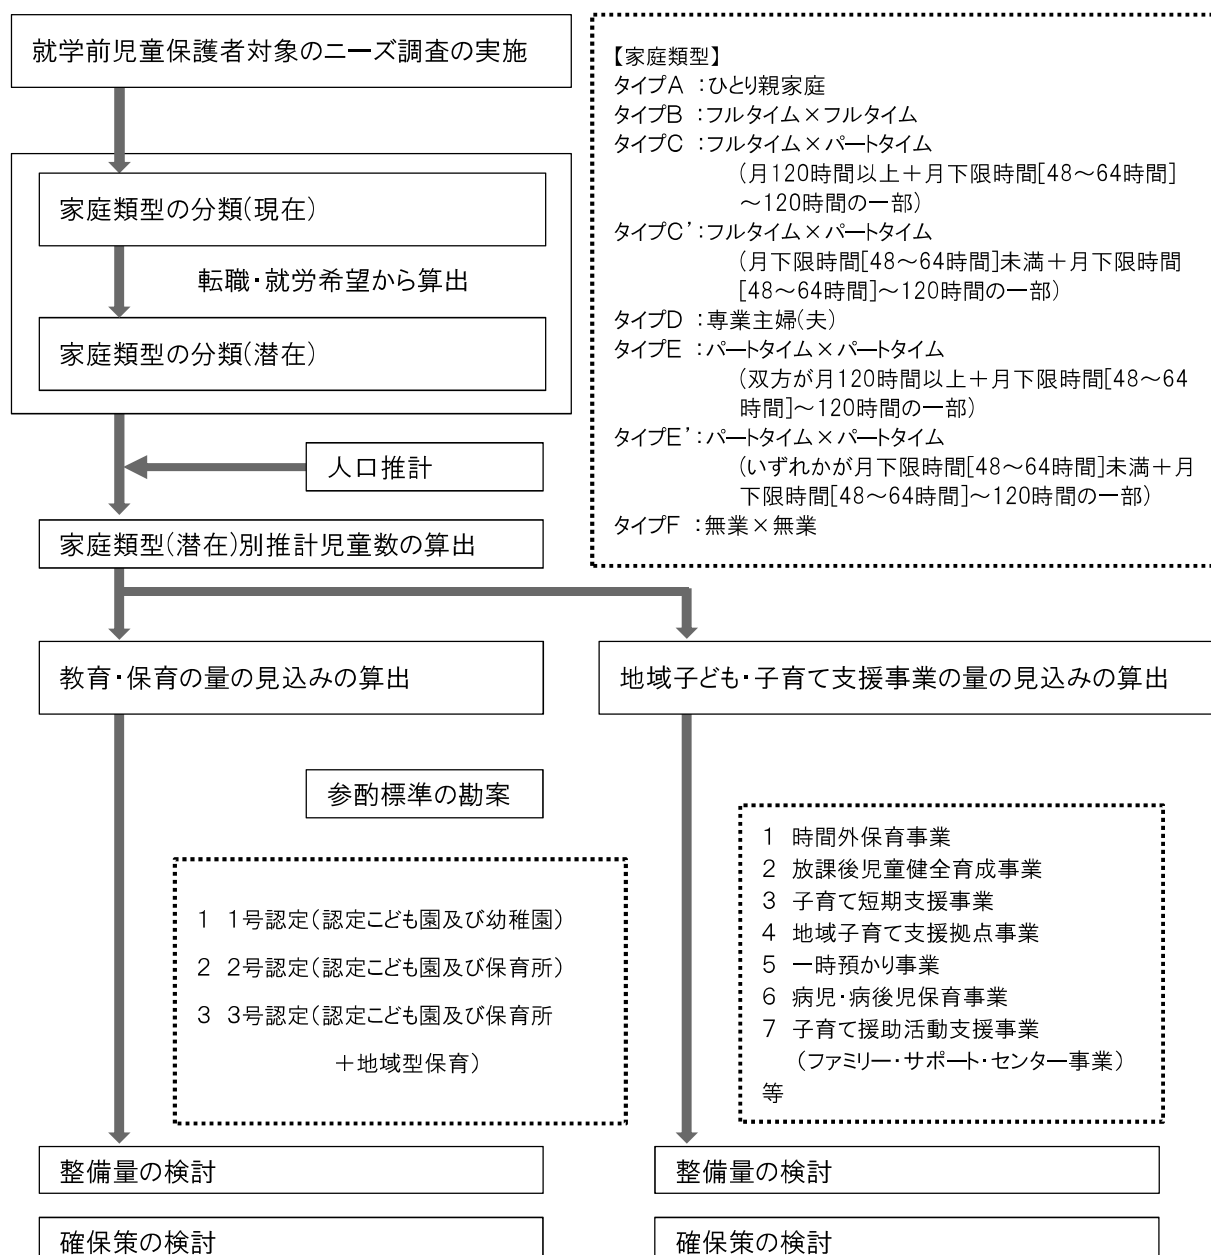 就学前児童保護者対象のニーズ調査の実施
家庭類型の分類(現在)
転職・就労希望から算出
家庭類型の分類(潜在)
人口推計
家庭類型(潜在)別推計児童数の算出
【家庭類型】
タイプA ：ひとり親家庭
タイプB ：フルタイム×フルタイム
タイプC ：フルタイム×パートタイム
(月120時間以上＋月下限時間[48～64時間]
～120時間の一部)
タイプC'：フルタイム×パートタイム
(月下限時間[48～64時間]未満＋月下限時間
[48～64時間]～120時間の一部)
タイプD ：専業主婦(夫)
タイプE ：パートタイム×パートタイム
(双方が月120時間以上＋月下限時間[48～64
時間]～120時間の一部)
タイプE'：パートタイム×パートタイム
(いずれかが月下限時間[48～64時間]未満＋月
下限時間[48～64時間]～120時間の一部)
タイプF ：無業×無業
教育・保育の量の見込みの算出
参酌標準の勘案
1 1号認定(認定こども園及び幼稚園)
2 2号認定(認定こども園及び保育所)
3 3号認定(認定こども園及び保育所
＋地域型保育)
整備量の検討
確保策の検討
地域子ども・子育て支援事業の量の見込みの算出
1 時間外保育事業
2 放課後児童健全育成事業
3 子育て短期支援事業
4 地域子育て支援拠点事業
5 一時預かり事業
6 病児・病後児保育事業
7 子育て援助活動支援事業
(ファミリー・サポート・センター事業)
等
整備量の検討
確保策の検討